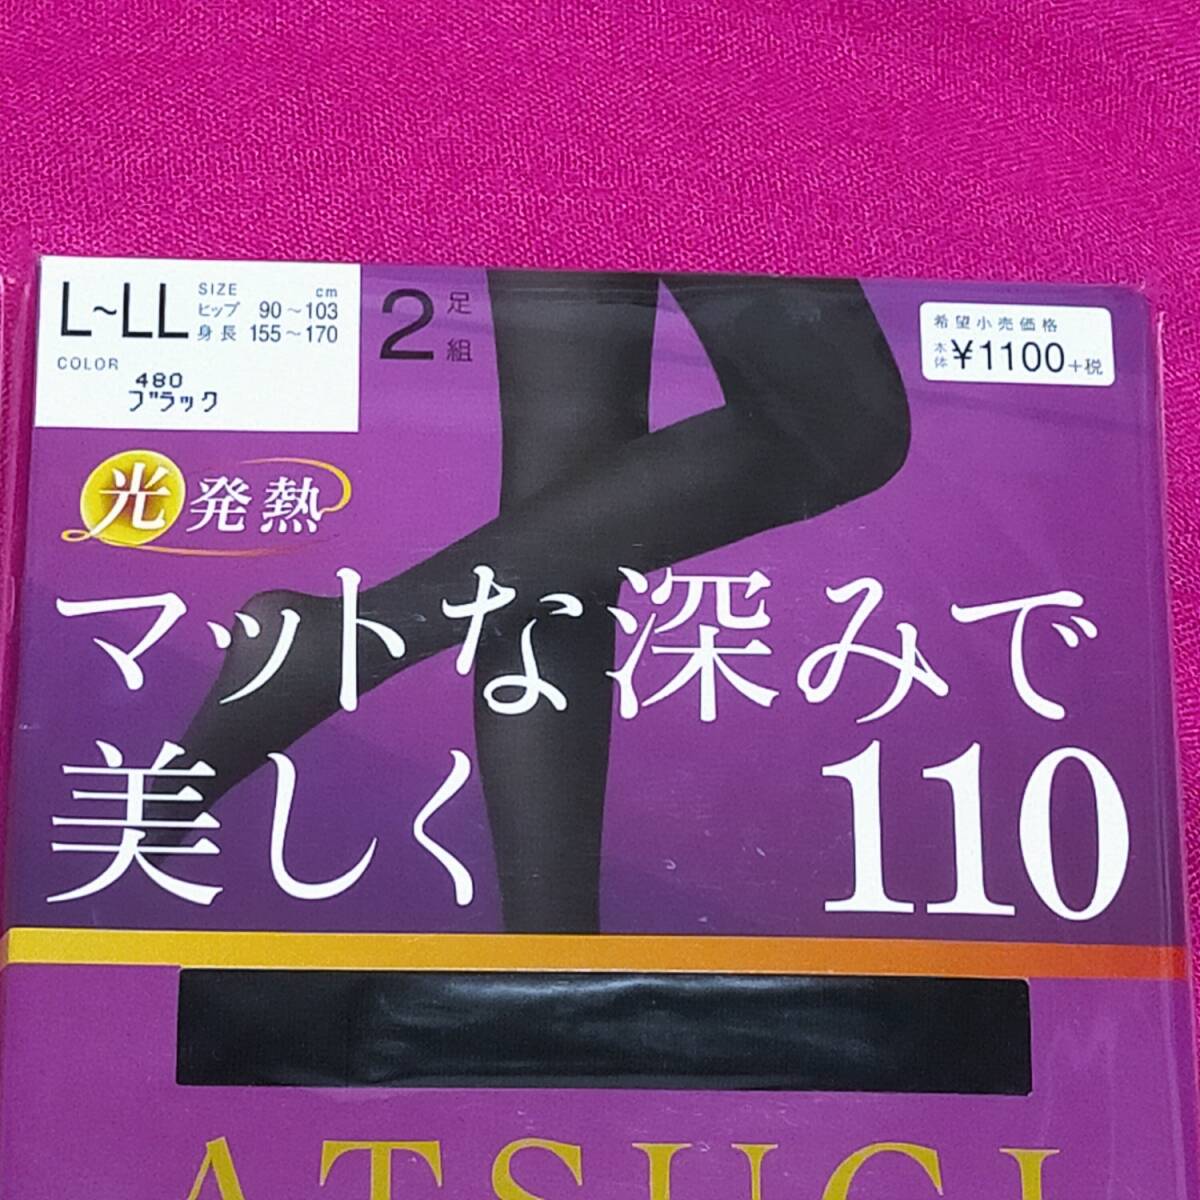 L~LL
SIZE cm
ヒップ 90~103
身長 155~170
COLOR
480
ブラック
2足組
希望小売価格
本体 ¥1100+税
光発熱
マットな深みで
美しく 110
ATSUGI